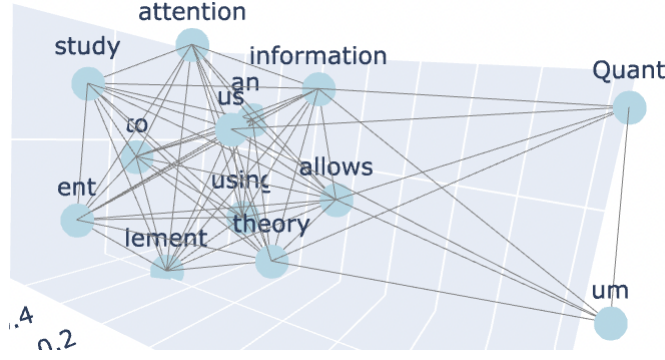 attention
study
information
an
us
Quant
to
using
allows
ent
theory
lement
um
.4
0.2